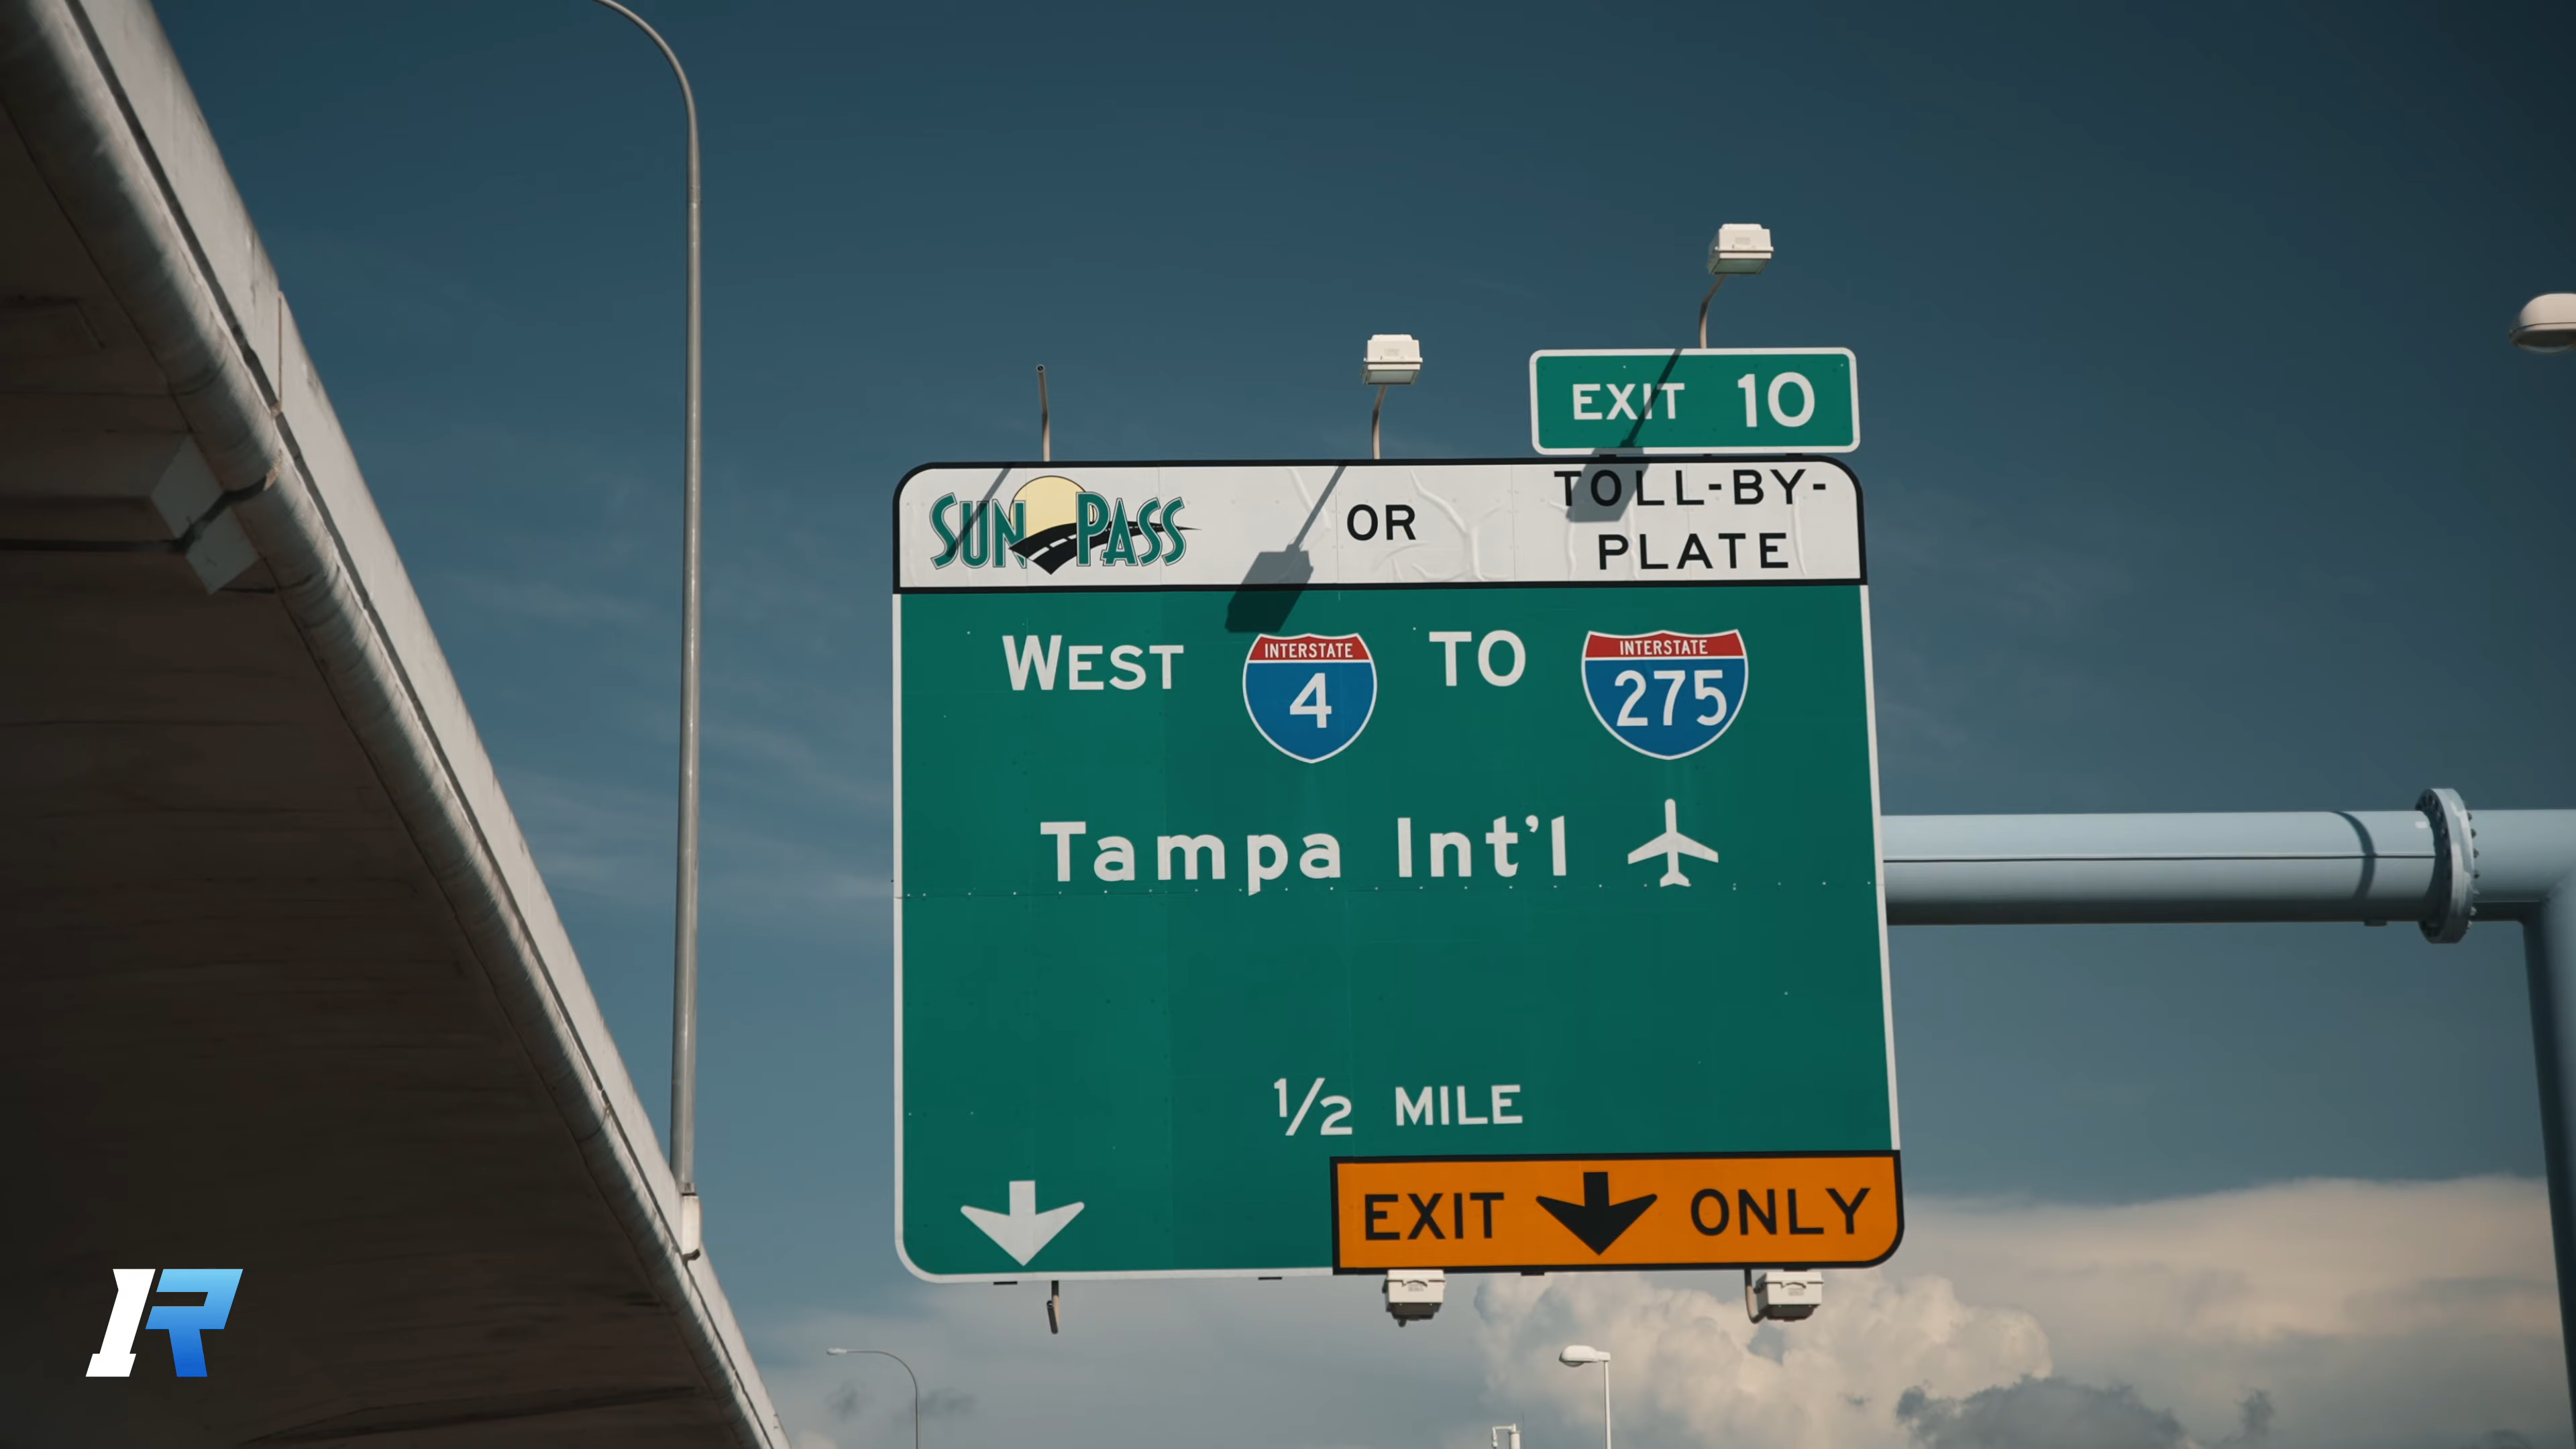 EXIT 10
SUNPASS OR TOLL-BY-
PLATE
WEST INTERSTATE 4 TO INTERSTATE 275
Tampa Int'l
1/2 MILE
EXIT ONLY
IR